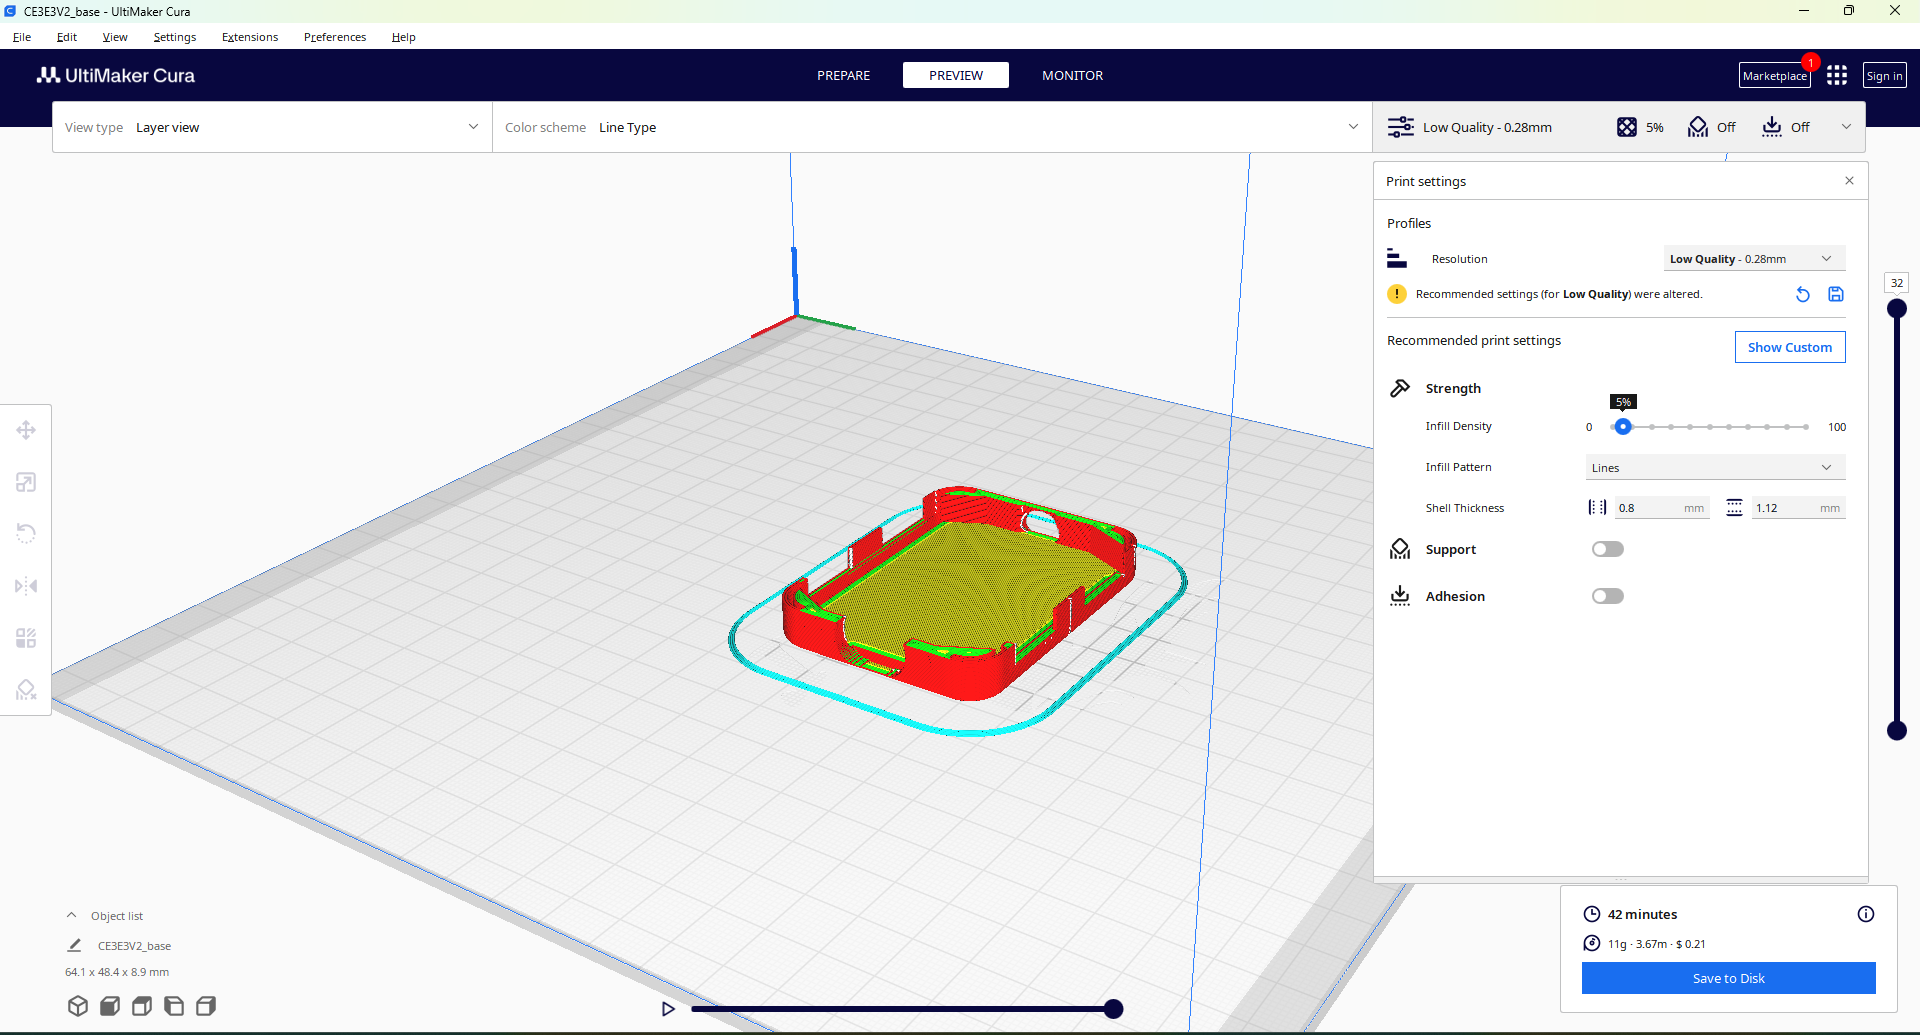 CE3E3V2_base - UltiMaker Cura
File Edit View Settings Extensions Preferences Help
UltiMaker Cura
PREPARE PREVIEW MONITOR
Marketplace 1 Sign in
View type Layer view Color scheme Line Type Low Quality - 0.28mm 5% Off Off
Print settings
Profiles
Resolution Low Quality - 0.28mm
32
! Recommended settings (for Low Quality) were altered.
Recommended print settings Show Custom
Strength
5%
Infill Density 0 100
Infill Pattern Lines
Shell Thickness 0.8 mm 1.12 mm
Support
Adhesion
Object list
CE3E3V2_base
64.1 x 48.4 x 8.9 mm
42 minutes
11g · 3.67m · $ 0.21
Save to Disk